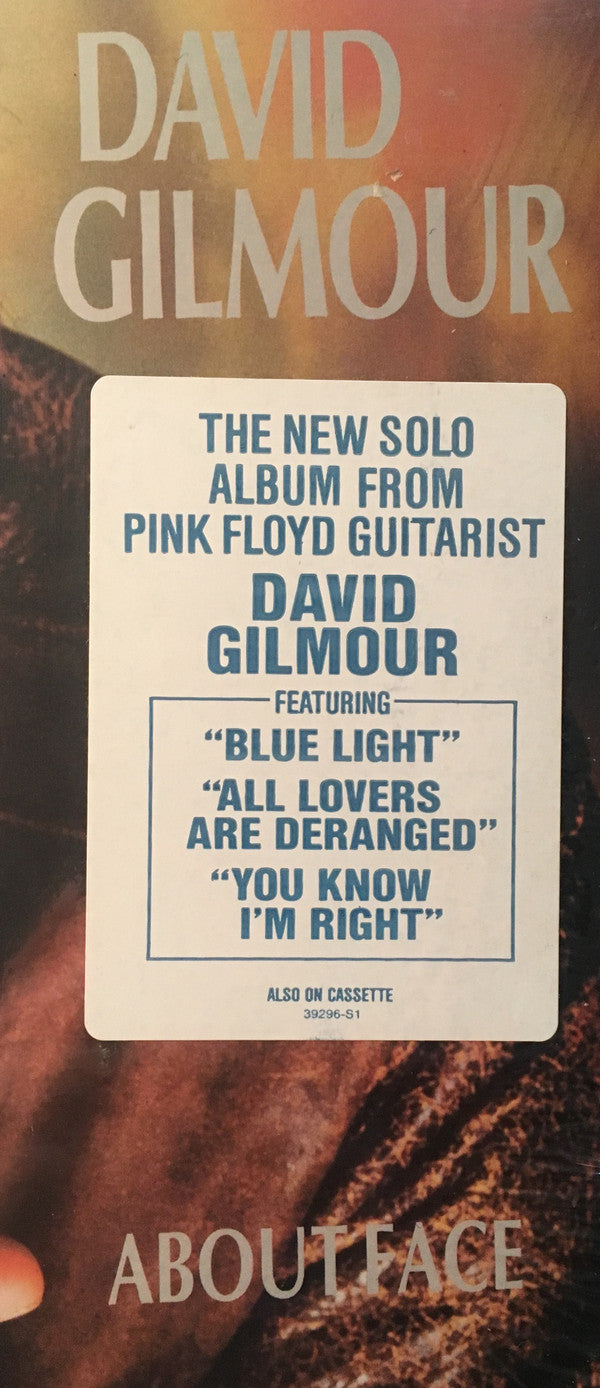 DAVID
GILMOUR
THE NEW SOLO
ALBUM FROM
PINK FLOYD GUITARIST
DAVID
GILMOUR
FEATURING
“BLUE LIGHT”
“ALL LOVERS
ARE DERANGED”
“YOU KNOW
I’M RIGHT”
ALSO ON CASSETTE
39296-S1
ABOUT FACE